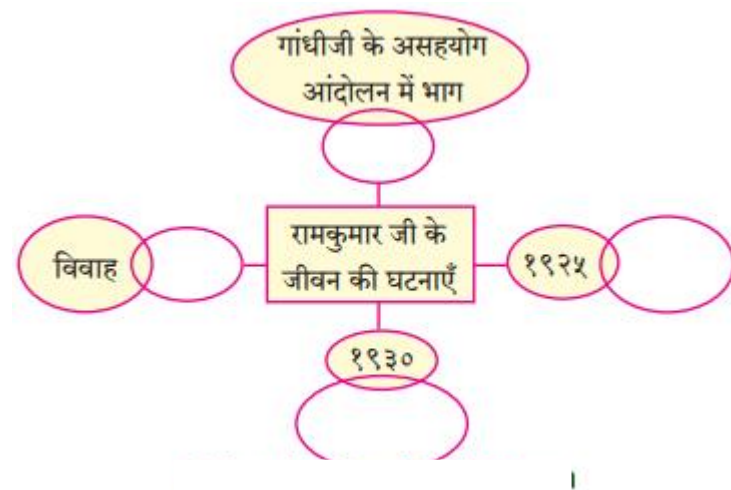 गांधीजी के असहयोग
आंदोलन में भाग
विवाह
रामकुमार जी के
जीवन की घटनाएँ
१९२५
१९३०